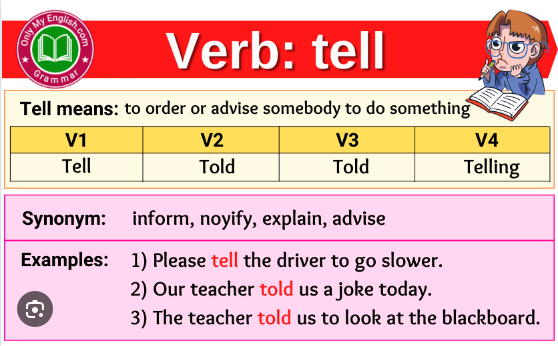 Only My English.com
Grammar
Verb: tell
Tell means: to order or advise somebody to do something
V1 V2 V3 V4
Tell Told Told Telling
Synonym: inform, noyify, explain, advise
Examples: 1) Please tell the driver to go slower.
2) Our teacher told us a joke today.
3) The teacher told us to look at the blackboard.